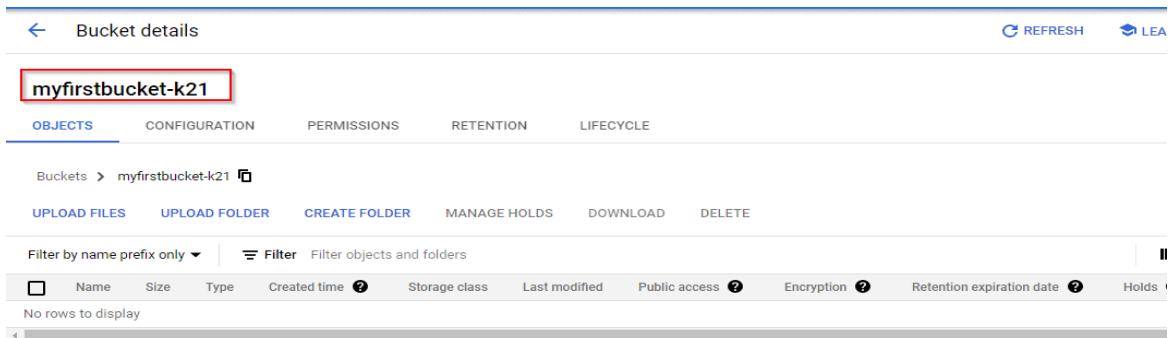 Bucket details REFRESH LEA
myfirstbucket-k21
OBJECTS CONFIGURATION PERMISSIONS RETENTION LIFECYCLE
Buckets > myfirstbucket-k21
UPLOAD FILES UPLOAD FOLDER CREATE FOLDER MANAGE HOLDS DOWNLOAD DELETE
Filter by name prefix only Filter Filter objects and folders
Name Size Type Created time ? Storage class Last modified Public access ? Encryption ? Retention expiration date ? Holds
No rows to display